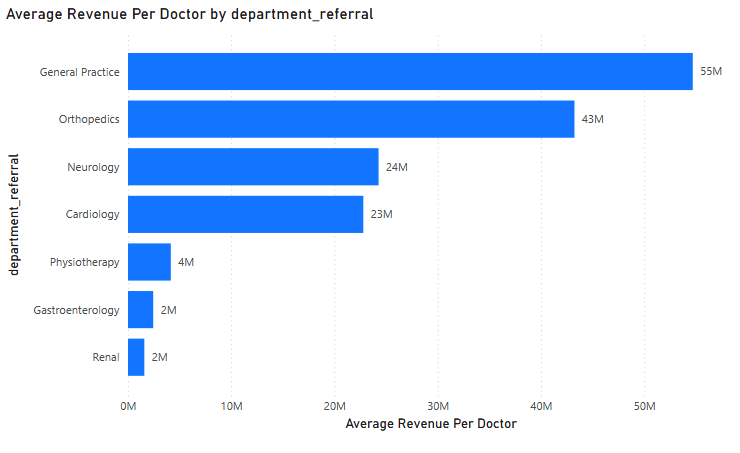 Average Revenue Per Doctor by department_referral
department_referral
General Practice 55M
Orthopedics 43M
Neurology 24M
Cardiology 23M
Physiotherapy 4M
Gastroenterology 2M
Renal 2M
0M 10M 20M 30M 40M 50M
Average Revenue Per Doctor